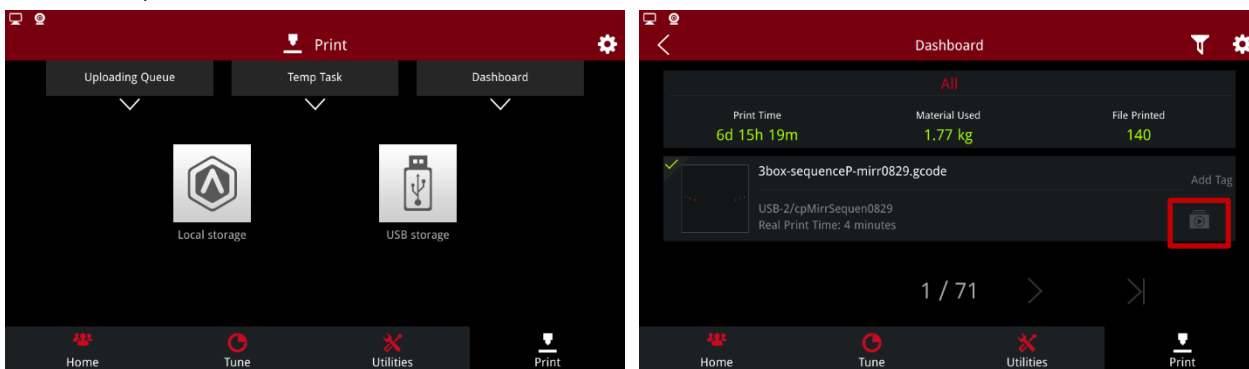 Print
Uploading Queue
Temp Task
Dashboard
Local storage
USB storage
Home
Tune
Utilities
Print
Dashboard
All
Print Time
Material Used
File Printed
6d 15h 19m
1.77 kg
140
3box-sequenceP-mirr0829.gcode
Add Tag
USB-2/cpMirrSequen0829
Real Print Time: 4 minutes
1 / 71
Home
Tune
Utilities
Print